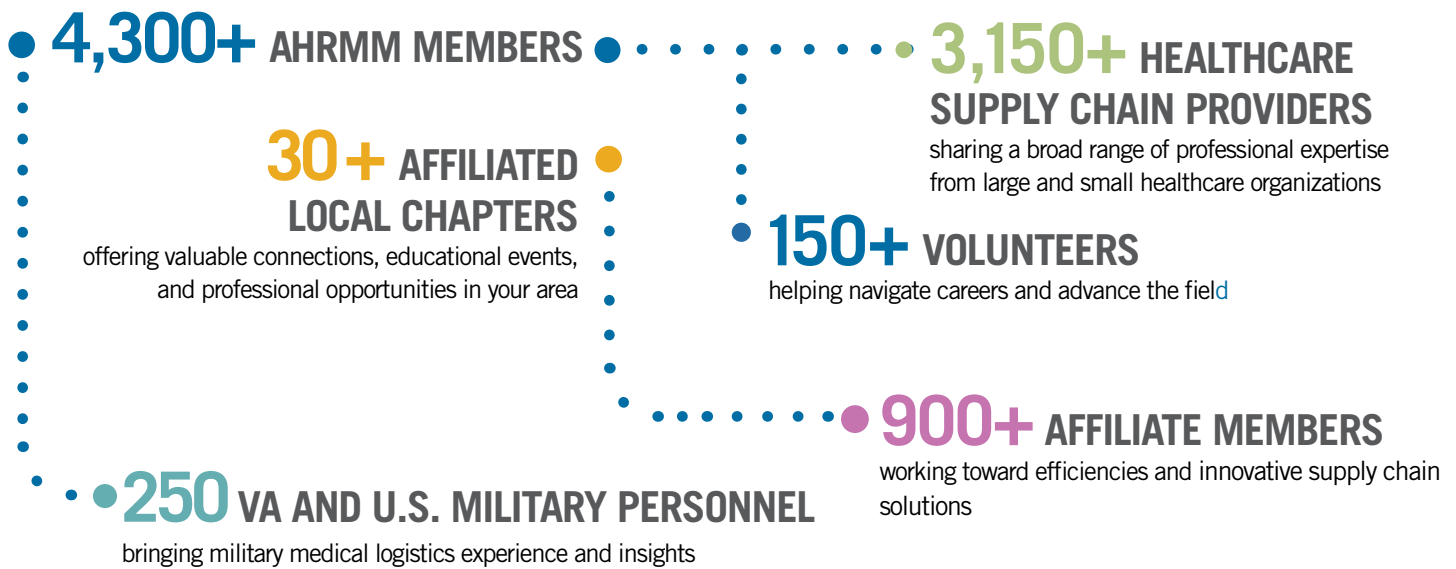 4,300+ AHRMM MEMBERS
3,150+ HEALTHCARE
SUPPLY CHAIN PROVIDERS
sharing a broad range of professional expertise
from large and small healthcare organizations
30+ AFFILIATED
LOCAL CHAPTERS
offering valuable connections, educational events,
and professional opportunities in your area
150+ VOLUNTEERS
helping navigate careers and advance the field
900+ AFFILIATE MEMBERS
working toward efficiencies and innovative supply chain
solutions
250 VA AND U.S. MILITARY PERSONNEL
bringing military medical logistics experience and insights